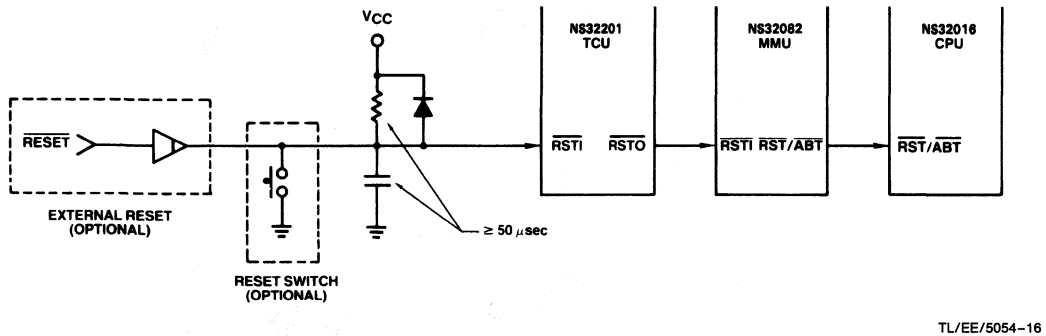 VCC
NS32201
TCU
NS32082
MMU
NS32016
CPU
RESET
RSTI RSTO
RSTI RST/ABT
RST/ABT
EXTERNAL RESET
(OPTIONAL)
≥ 50 μsec
RESET SWITCH
(OPTIONAL)
TL/EE/5054-16